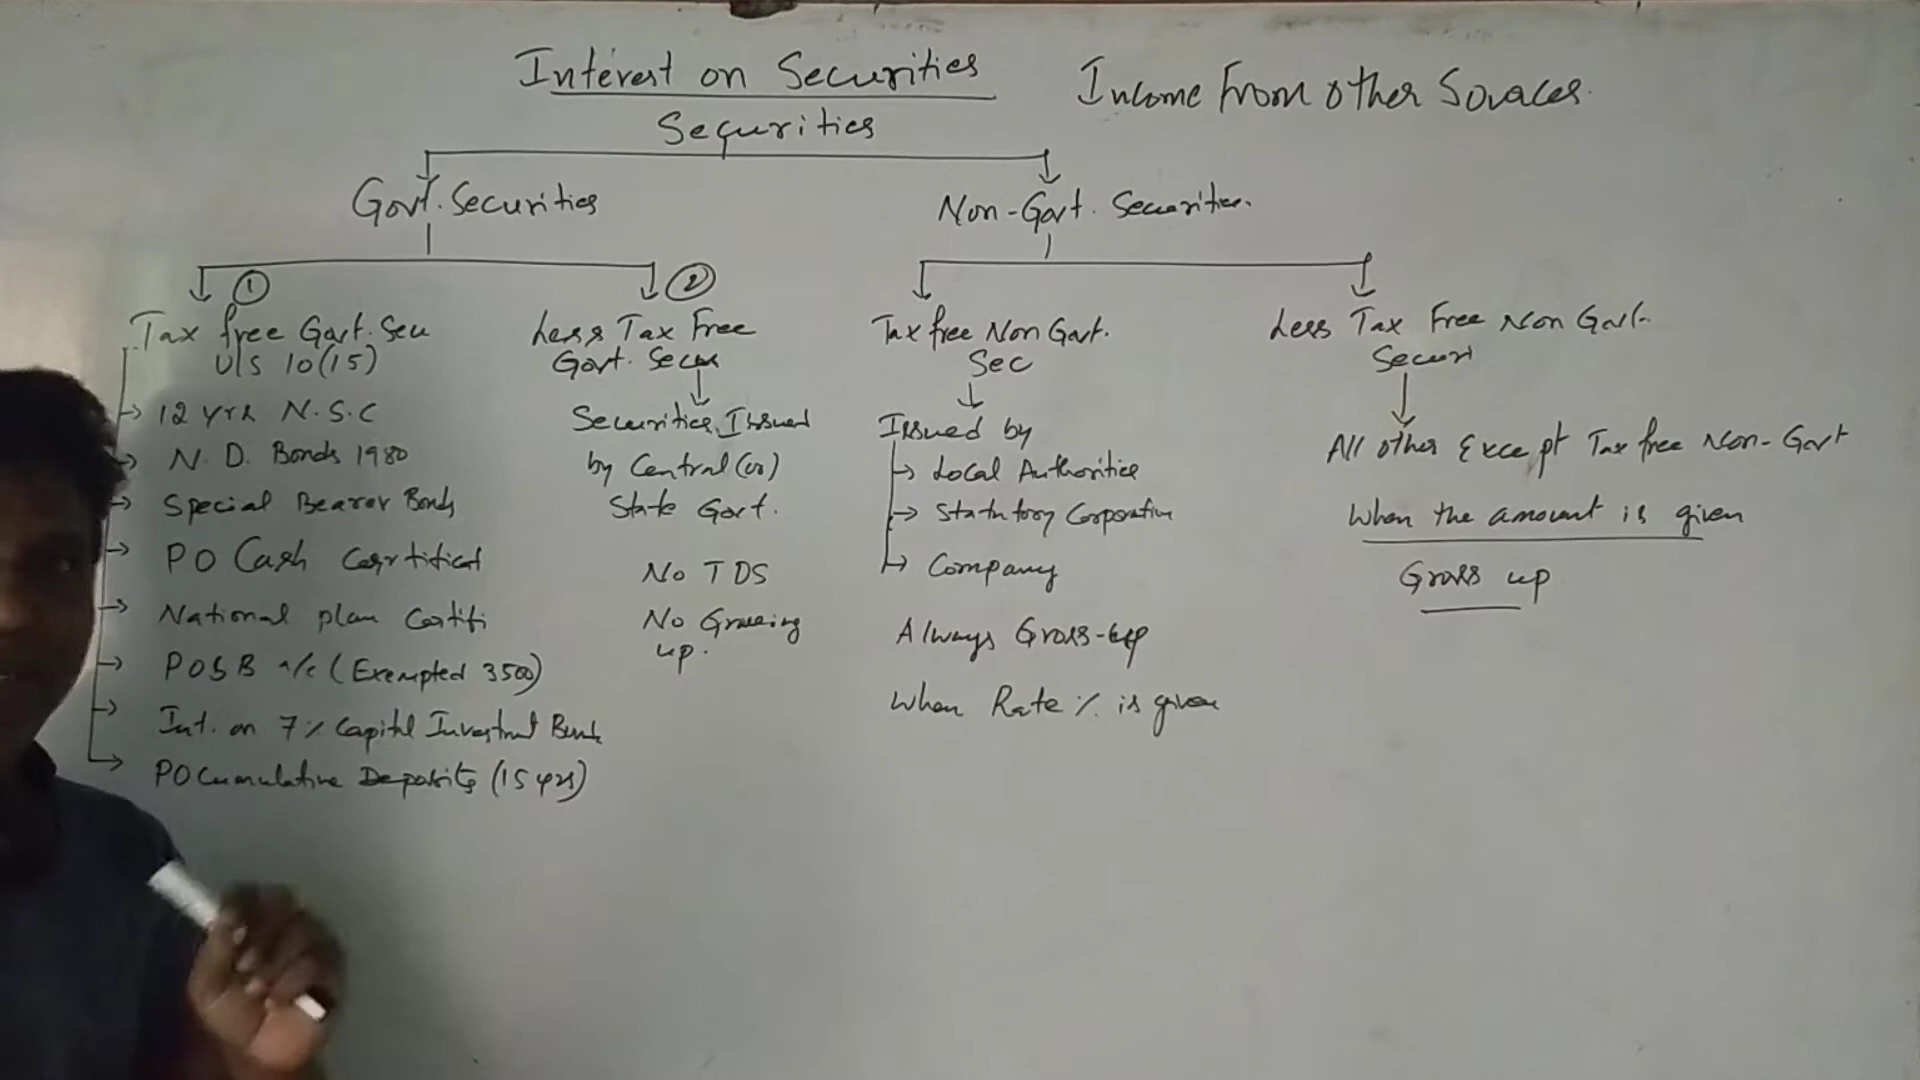 Interest on Securities
Income From Other Sources
Securities
Govt. Securities
Non-Govt. Securities.
1
2
Tax free Govt. Secu
U/S 10(15)
12 yrs N.S.C
N. D. Bonds 1980
Special Bearer Bonds
PO Cash Certificat
National plan Certifi
POSB a/c (Exempted 3500)
Int. on 7% Capital Investment Bonds
PO Cumulative Deposits (15 yrs)
Less Tax Free
Govt. Secu
Securities Issued
by Central (or)
State Govt.
No TDS
No Grossing
up.
Tax free Non Govt.
Sec
Issued by
Local Authorities
Statutory Corporation
Company
Always Gross-up
When Rate % is given
Less Tax Free Non Govt.
Securi
All other Except Tax free Non-Govt
When the amount is given
Gross up